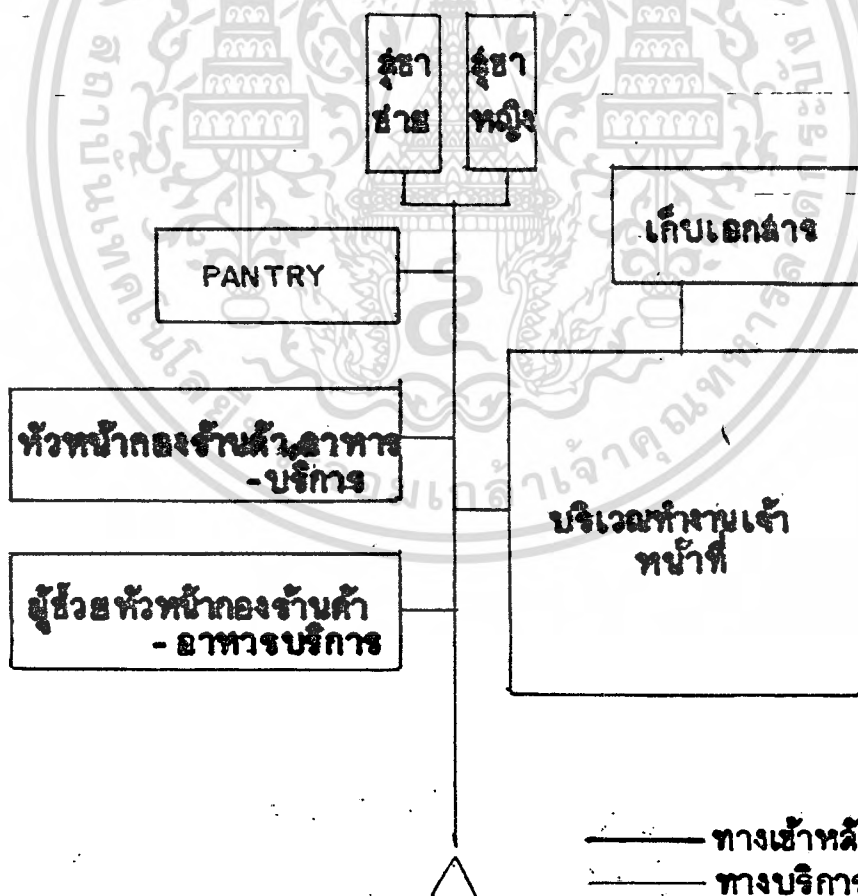 สุขา สุขา
ชาย หญิง
เก็บเอกสาร
PANTRY
หัวหน้ากองร้านค้า,อาหาร
-บริการ
บริเวณทำงานเจ้า
หน้าที่
ผู้ช่วยหัวหน้ากองร้านค้า
- อาหารบริการ
ทางเข้าหลั
ทางบริการ